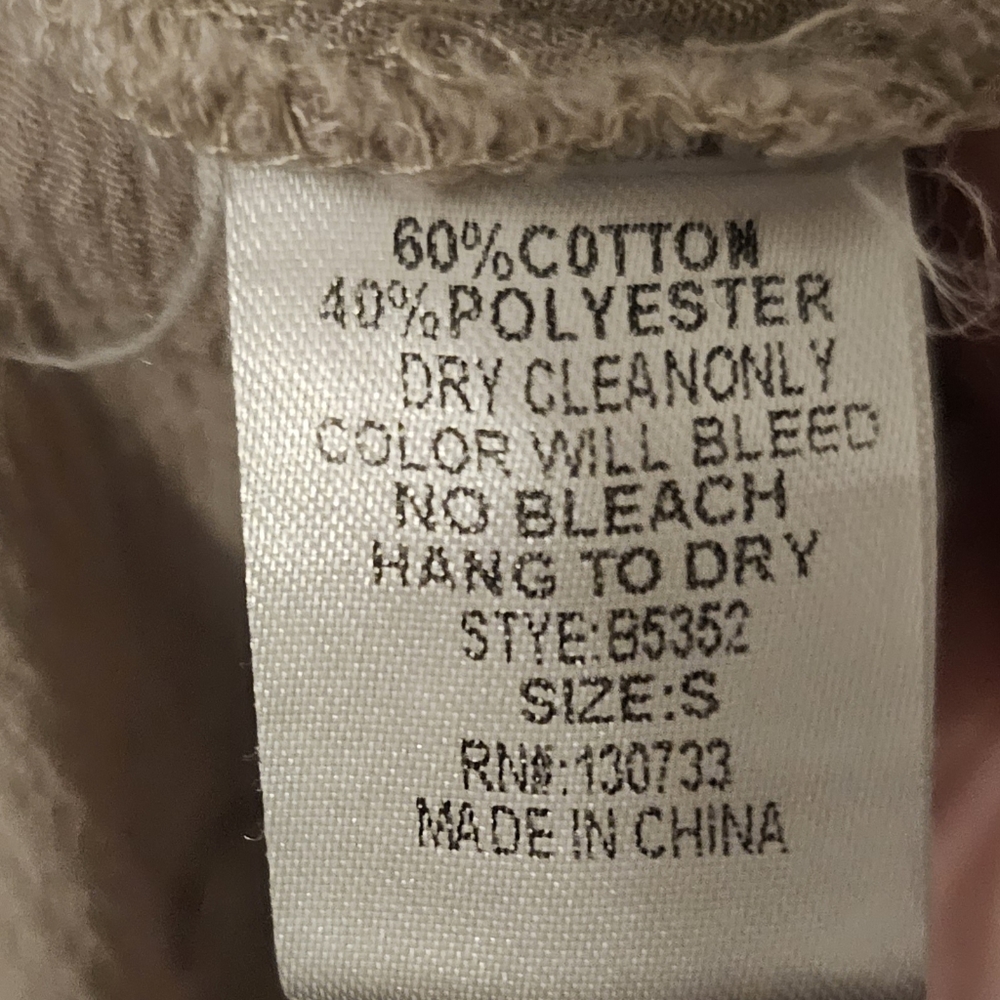 60%COTTON
40%POLYESTER
DRY CLEANONLY
COLOR WILL BLEED
NO BLEACH
HANG TO DRY
STYE:B5352
SIZE:S
RN#:130733
MADE IN CHINA